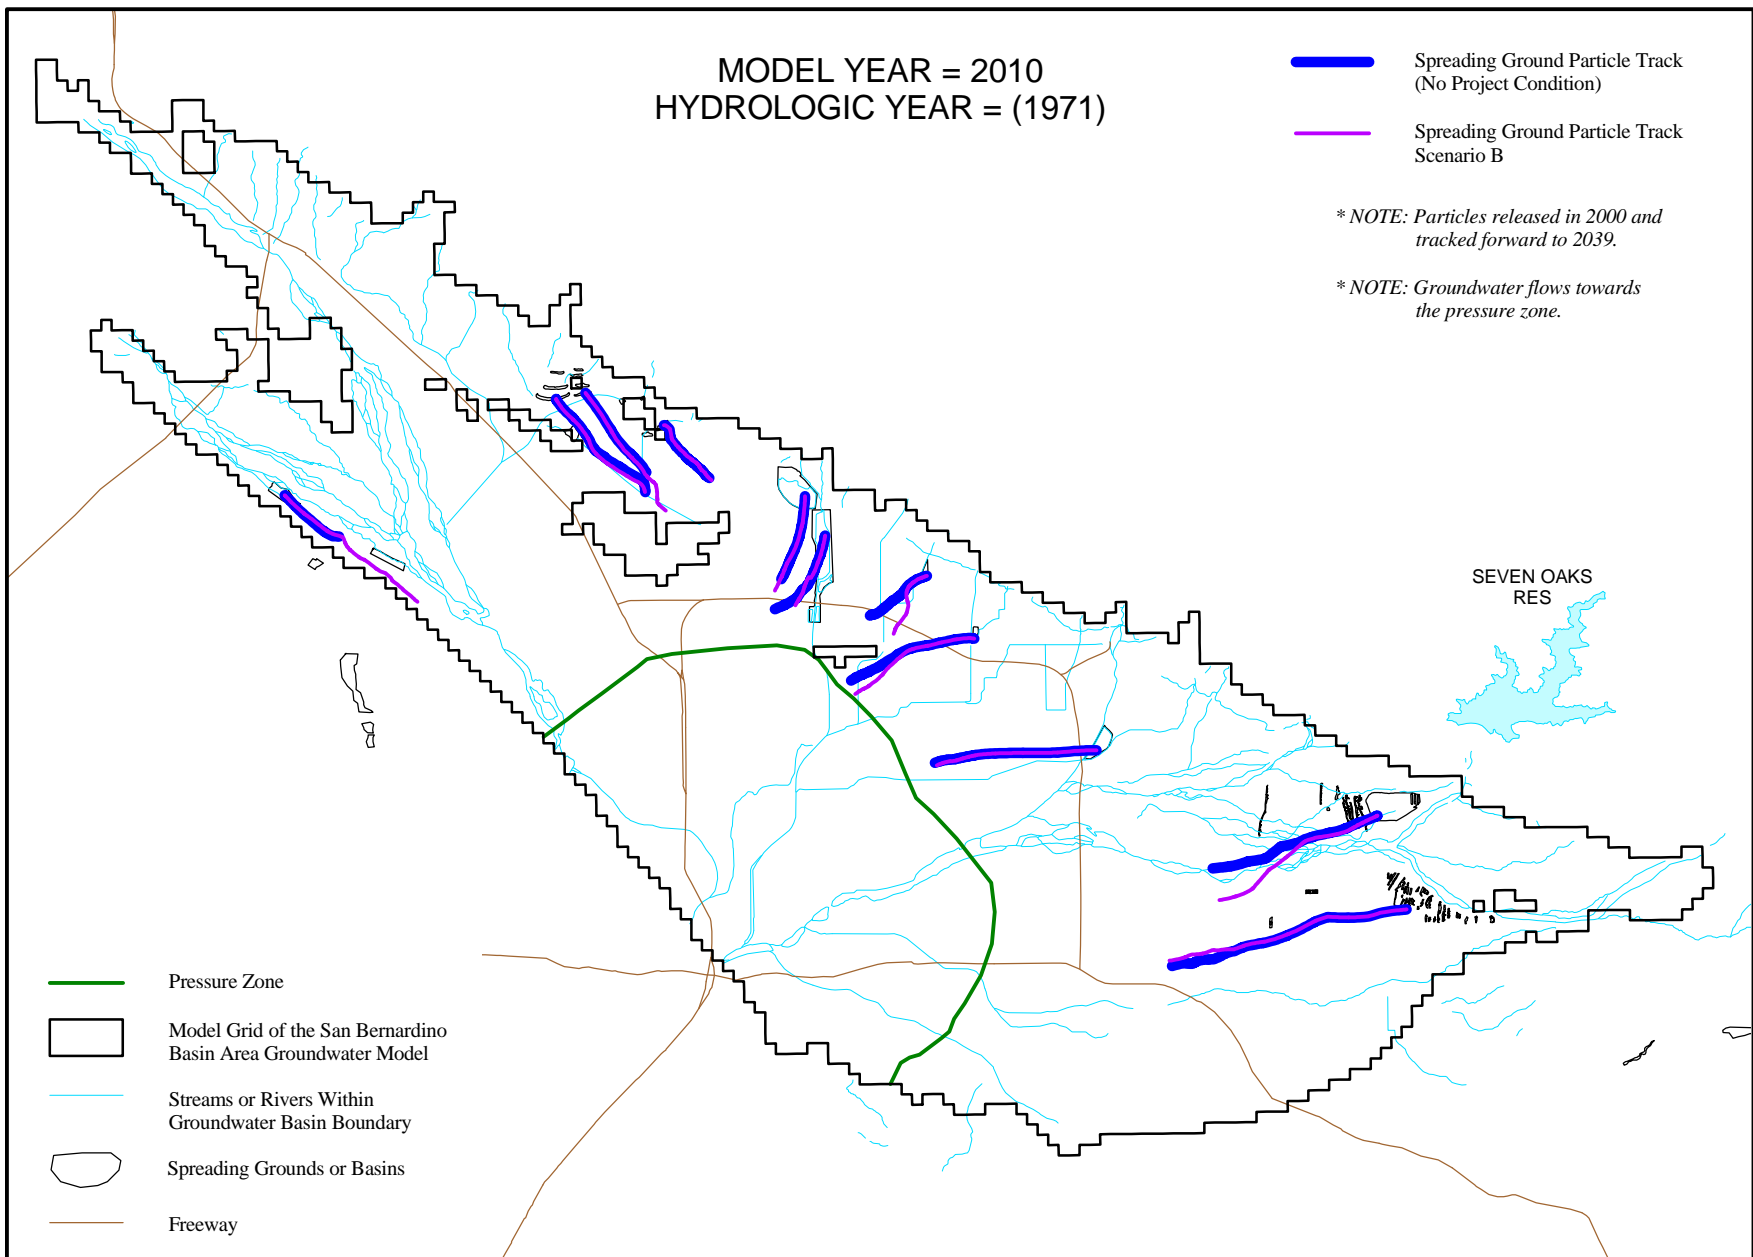 MODEL YEAR = 2010
HYDROLOGIC YEAR = (1971)
Spreading Ground Particle Track
(No Project Condition)
Spreading Ground Particle Track
Scenario B
* NOTE: Particles released in 2000 and
tracked forward to 2039.
* NOTE: Groundwater flows towards
the pressure zone.
SEVEN OAKS
RES
Pressure Zone
Model Grid of the San Bernardino
Basin Area Groundwater Model
Streams or Rivers Within
Groundwater Basin Boundary
Spreading Grounds or Basins
Freeway